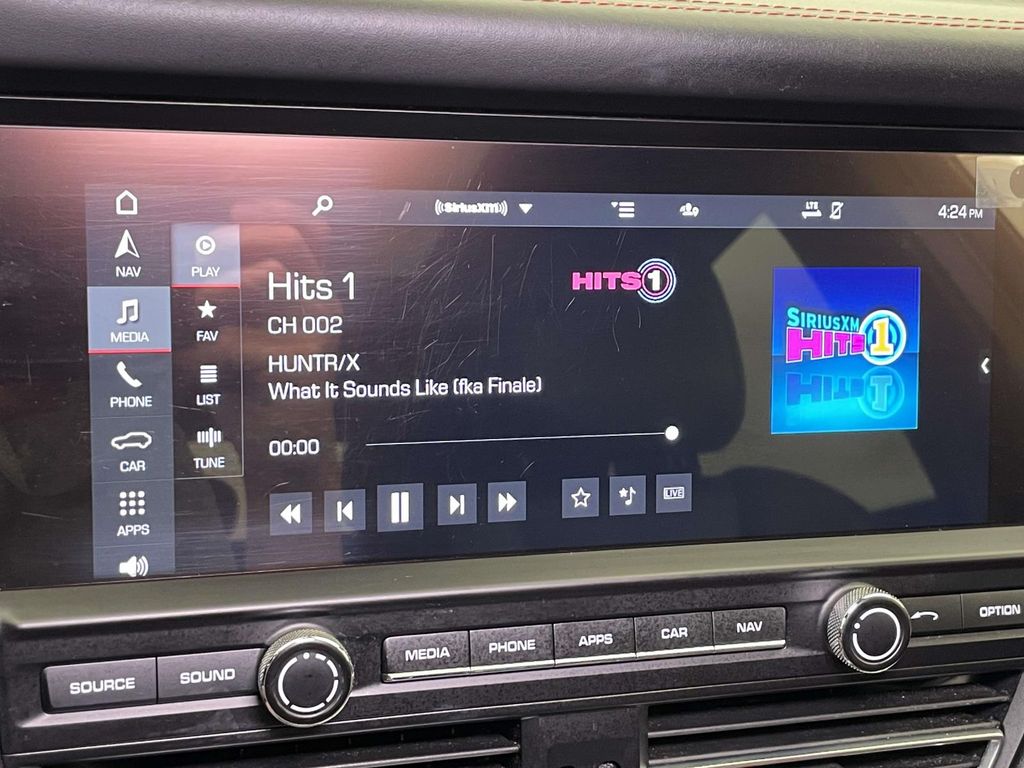 SiriusXM
LTE
4:24 PM
NAV
PLAY
MEDIA
FAV
PHONE
LIST
CAR
TUNE
APPS
Hits 1
CH 002
HUNTR/X
What It Sounds Like (fka Finale)
HITS 1
SIRIUSXM
HITS 1
00:00
LIVE
SOURCE
SOUND
MEDIA
PHONE
APPS
CAR
NAV
OPTION